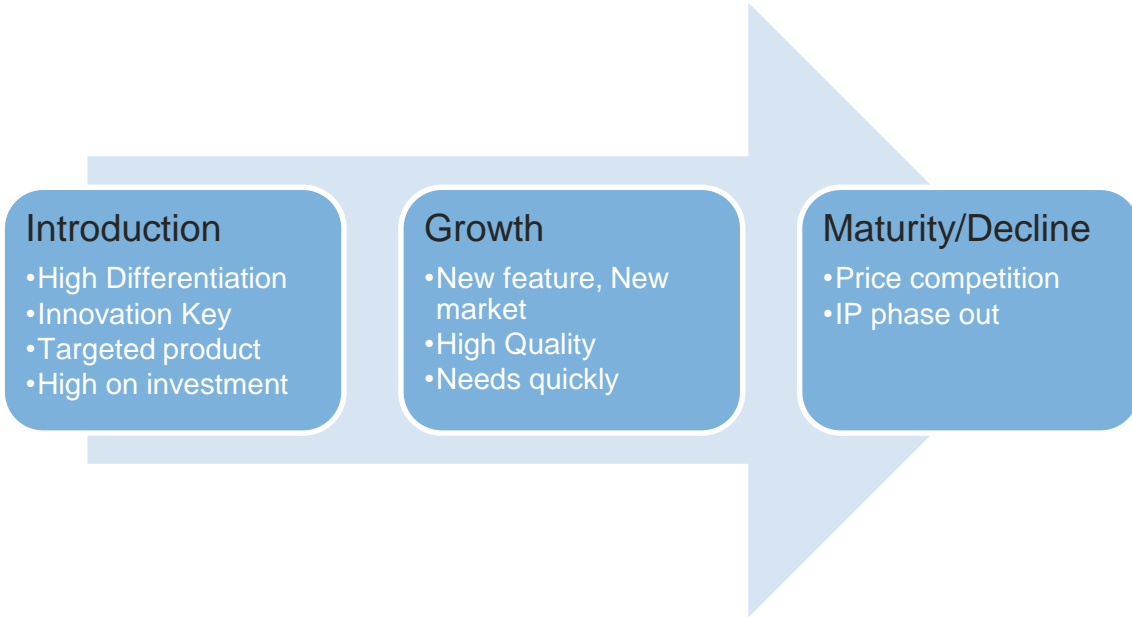 Introduction
•High Differentiation
•Innovation Key
•Targeted product
•High on investment
Growth
•New feature, New
market
•High Quality
•Needs quickly
Maturity/Decline
•Price competition
•IP phase out